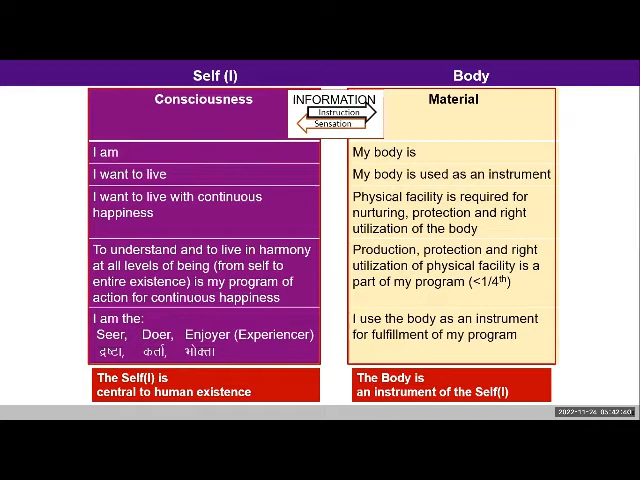 Self (I)
Body
Consciousness
INFORMATION
Instruction
Sensation
Material
I am
My body is
I want to live
My body is used as an instrument
I want to live with continuous
happiness
Physical facility is required for
nurturing, protection and right
utilization of the body
To understand and to live in harmony
at all levels of being (from self to
entire existence) is my program of
action for continuous happiness
Production, protection and right
utilization of physical facility is a
part of my program (<1/4th)
I am the:
Seer, Doer, Enjoyer (Experiencer)
द्रष्टा, कर्ता, भोक्ता
I use the body as an instrument
for fulfillment of my program
The Self(I) is
central to human existence
The Body is
an instrument of the Self(I)
2022-11-24 05:42:40